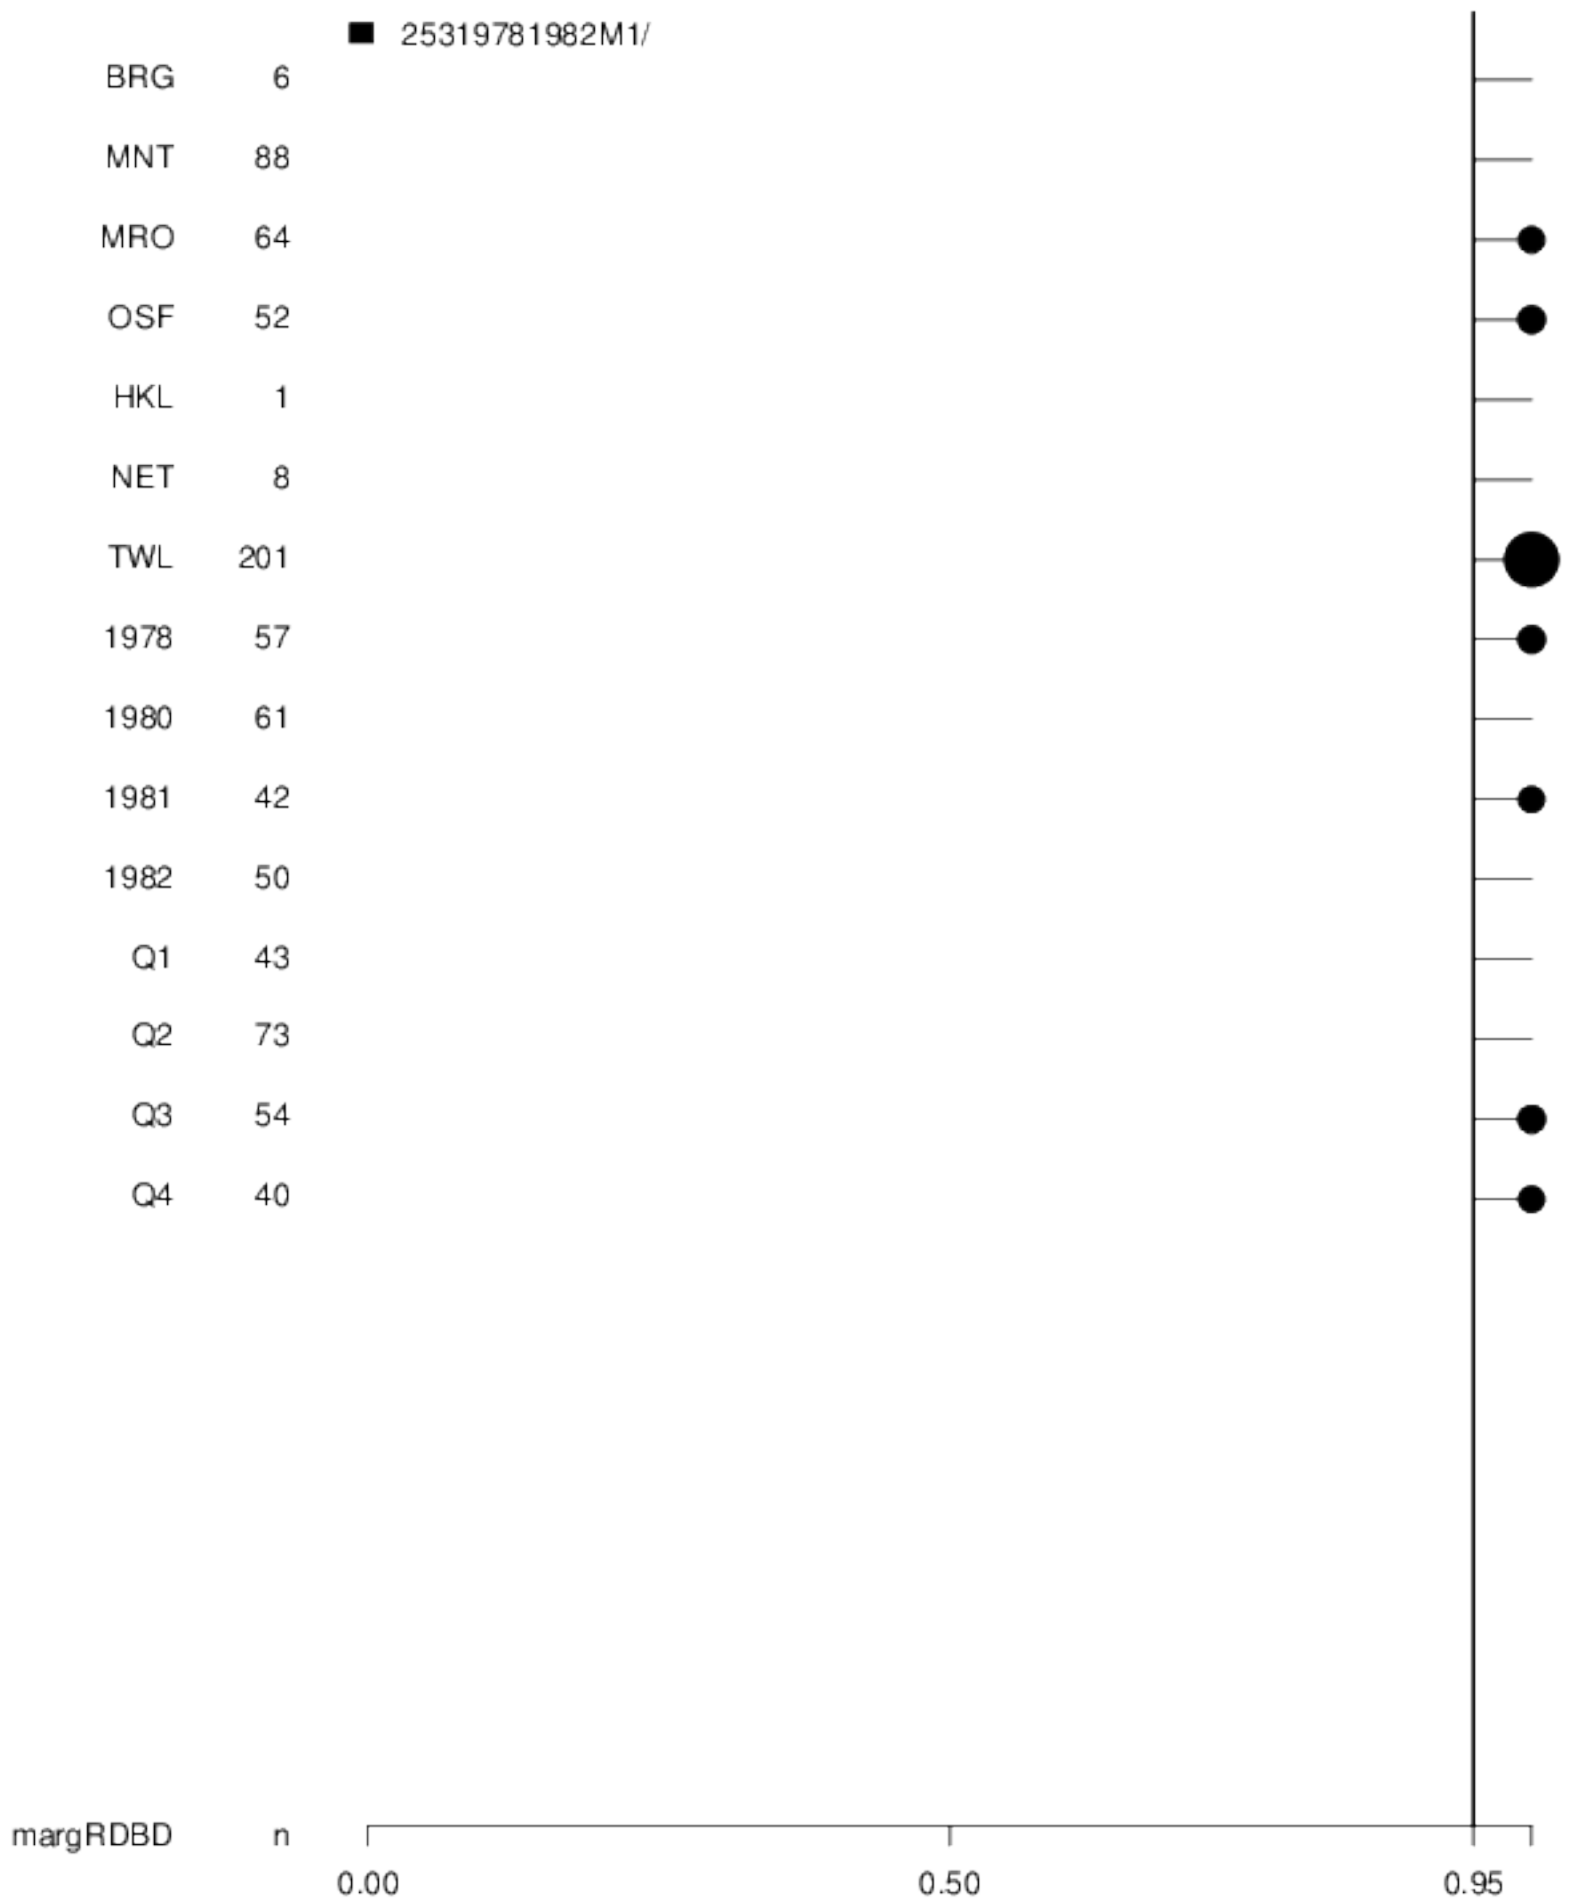 25319781982M1/
BRG 6
MNT 88
MRO 64
OSF 52
HKL 1
NET 8
TWL 201
1978 57
1980 61
1981 42
1982 50
Q1 43
Q2 73
Q3 54
Q4 40
margRDBD n
0.00 0.50 0.95